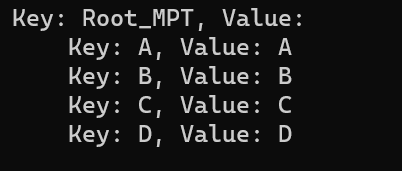 Key: Root_MPT, Value:
Key: A, Value: A
Key: B, Value: B
Key: C, Value: C
Key: D, Value: D